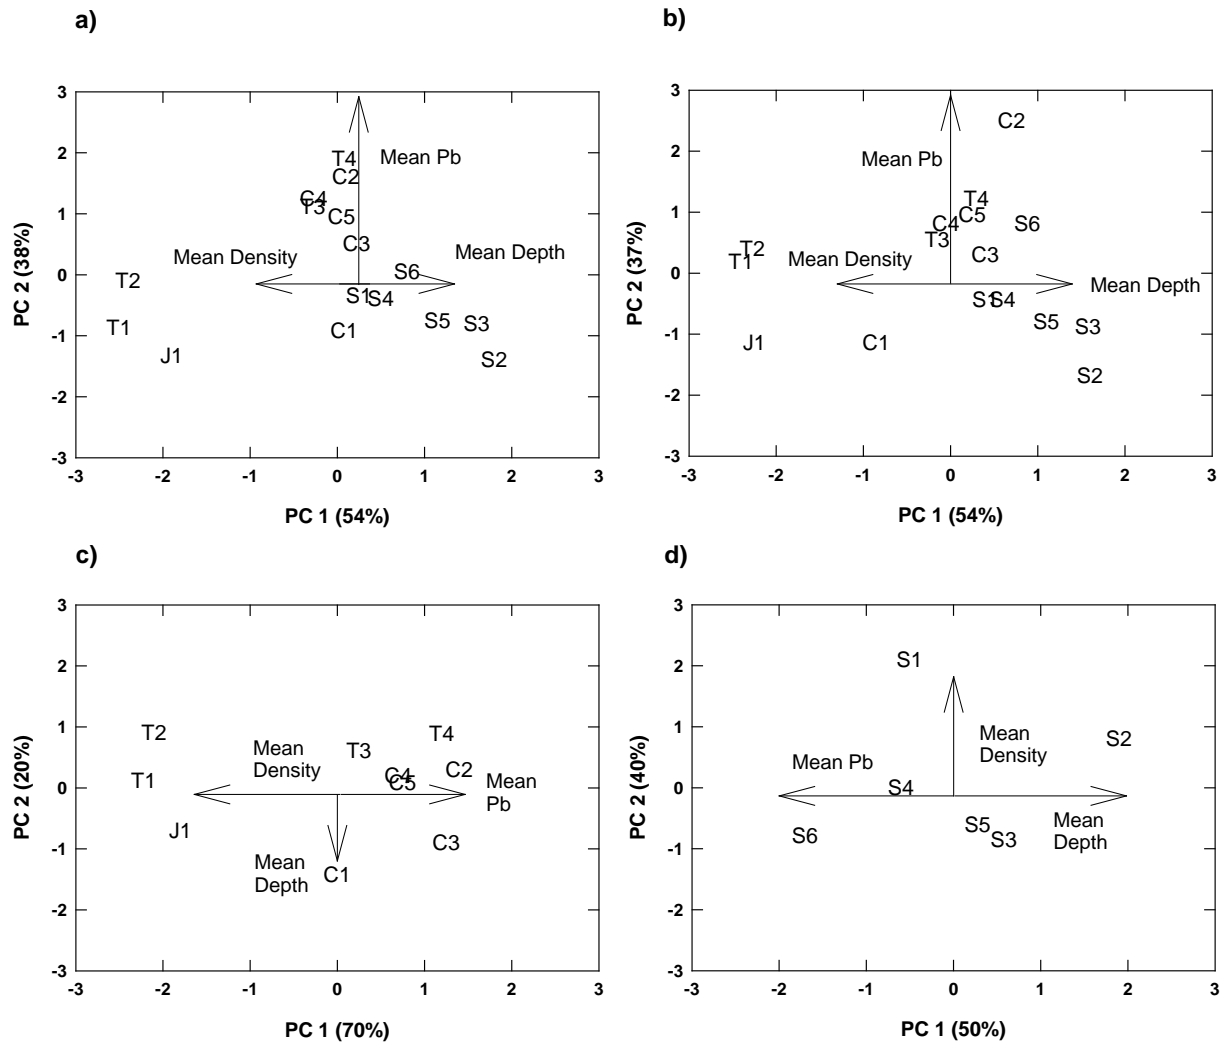 a)
3
2
1
0
-1
-2
-3
-3
-2
-1
0
1
2
3
PC 2 (38%)
PC 1 (54%)
Mean Pb
Mean Density
Mean Depth
T4
C2
C4
T3
C5
C3
T2
S6
S1
S4
T1
C1
S5
S3
J1
S2
b)
3
2
1
0
-1
-2
-3
-3
-2
-1
0
1
2
3
PC 2 (37%)
PC 1 (54%)
C2
Mean Pb
T4
C5
C4
S6
T3
T2
T1
C3
Mean Density
Mean Depth
S1
S4
S5
S3
J1
C1
S2
c)
3
2
1
0
-1
-2
-3
-3
-2
-1
0
1
2
3
PC 2 (20%)
PC 1 (70%)
T2
T4
T3
Mean
Density
C2
C4
C5
T1
Mean
Pb
J1
C3
Mean
Depth
C1
d)
3
2
1
0
-1
-2
-3
-3
-2
-1
0
1
2
3
PC 2 (40%)
PC 1 (50%)
S1
Mean
Density
S2
Mean Pb
S4
Mean
Depth
S5
S6
S3